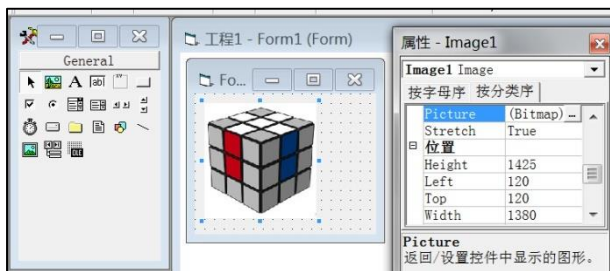 General
A
abl
工程1 - Form1 (Form)
Fo...
属性 - Image1
Image1 Image
按字母序 按分类序
Picture (Bitmap) ...
Stretch True
位置
Height 1425
Left 120
Top 120
Width 1380
Picture
返回/设置控件中显示的图形。